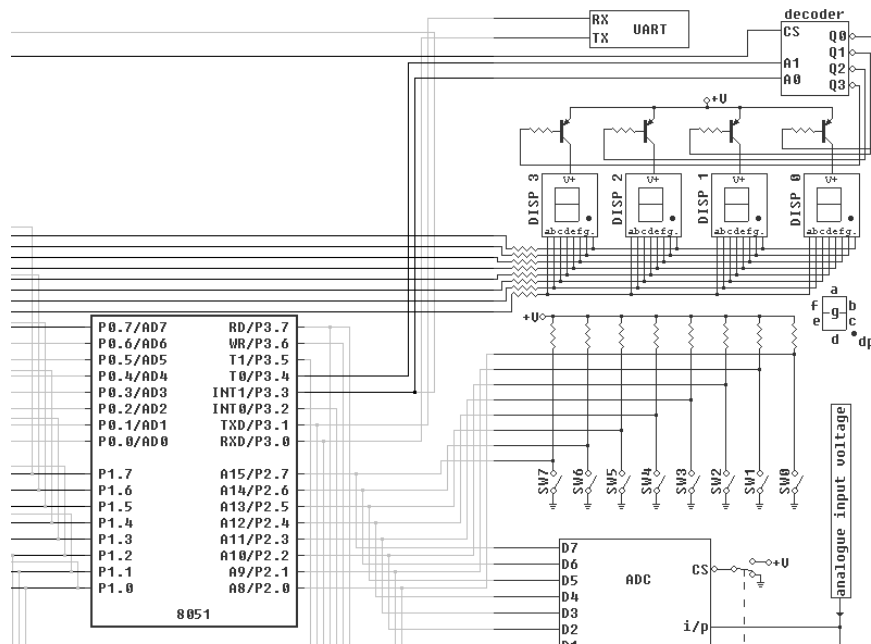 decoder
RX
TX
UART
CS
A1
A0
Q0
Q1
Q2
Q3
+V
DISP 3
V+
abcdefg.
DISP 2
V+
abcdefg.
DISP 1
V+
abcdefg.
DISP 0
V+
abcdefg.
a
f
b
g
e
c
d
dp
+V
P0.7/AD7
P0.6/AD6
P0.5/AD5
P0.4/AD4
P0.3/AD3
P0.2/AD2
P0.1/AD1
P0.0/AD0
P1.7
P1.6
P1.5
P1.4
P1.3
P1.2
P1.1
P1.0
RD/P3.7
WR/P3.6
T1/P3.5
T0/P3.4
INT1/P3.3
INT0/P3.2
TXD/P3.1
RXD/P3.0
A15/P2.7
A14/P2.6
A13/P2.5
A12/P2.4
A11/P2.3
A10/P2.2
A9/P2.1
A8/P2.0
8051
SW7
SW6
SW5
SW4
SW3
SW2
SW1
SW0
analogue input voltage
D7
D6
D5
D4
D3
D2
D1
ADC
CS
+V
i/p